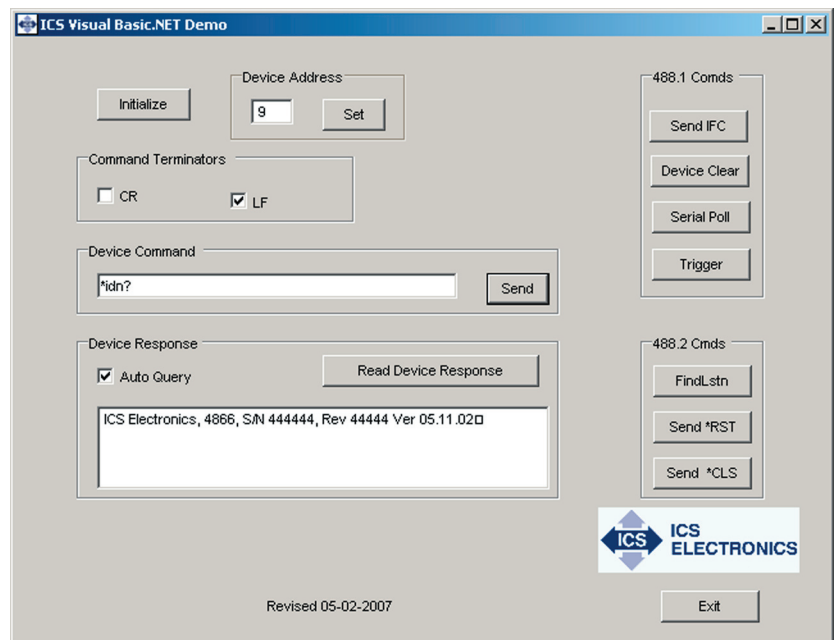 ICS Visual Basic.NET Demo
Initialize
Device Address
9
Set
Command Terminators
CR
LF
Device Command
*idn?
Send
Device Response
Auto Query
Read Device Response
ICS Electronics, 4866, S/N 444444, Rev 44444 Ver 05.11.02
488.1 Comds
Send IFC
Device Clear
Serial Poll
Trigger
488.2 Cmds
FindLstn
Send *RST
Send *CLS
ICS
ICS
ELECTRONICS
Revised 05-02-2007
Exit